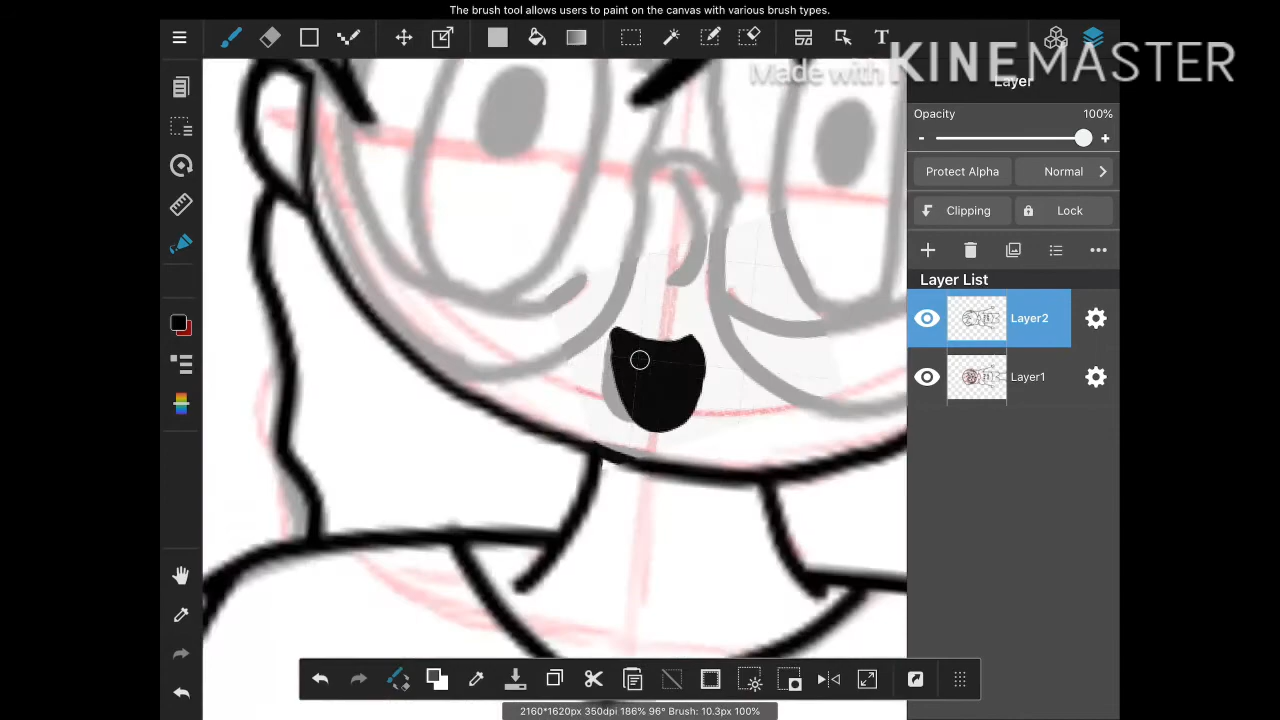 The brush tool allows users to paint on the canvas with various brush types.
T
Made with KINEMASTER
Layer
Opacity 100%
- +
Protect Alpha Normal
Clipping Lock
Layer List
Layer2
Layer1
2160*1620px 350dpi 186% 96° Brush: 10.3px 100%